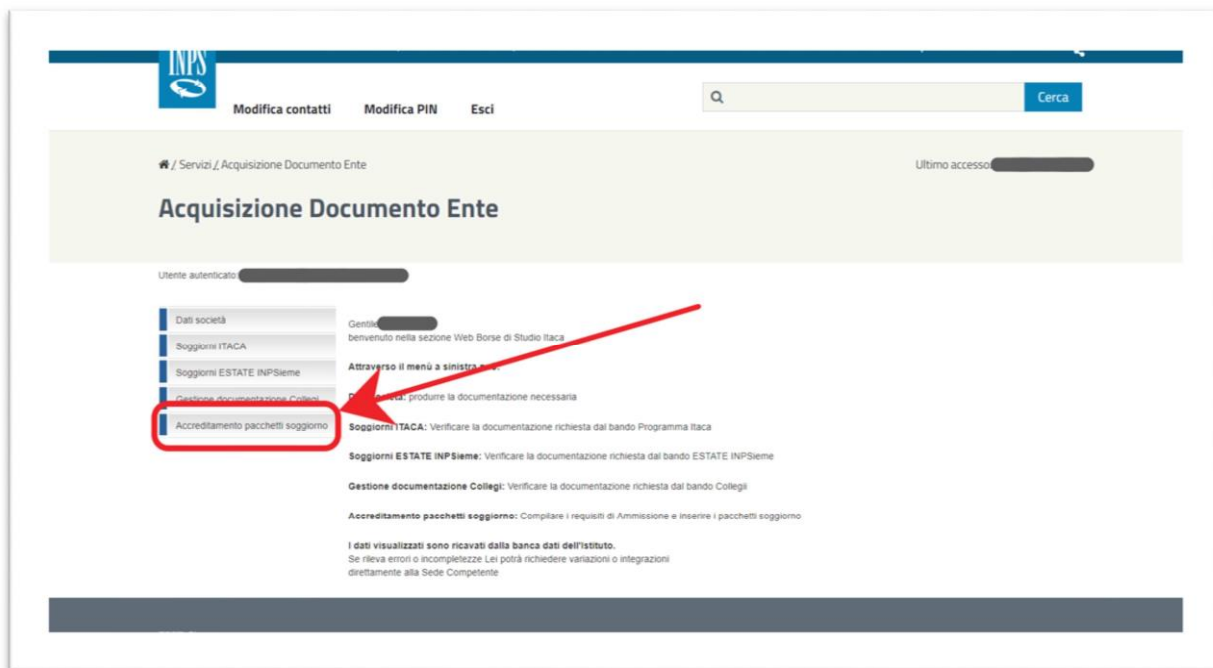 INPS
Modifica contatti Modifica PIN Esci
Cerca
/ Servizi / Acquisizione Documento Ente
Ultimo accesso:
Acquisizione Documento Ente
Utente autenticato:
Dati società
Soggiorni ITACA
Soggiorni ESTATE INPSieme
Gestione documentazione Collegi
Accreditamento pacchetti soggiorno
Gentile
benvenuto nella sezione Web Borse di Studio Itaca
Attraverso il menù a sinistra
produrre la documentazione necessaria
Soggiorni ITACA: Verificare la documentazione richiesta dal bando Programma Itaca
Soggiorni ESTATE INPSieme: Verificare la documentazione richiesta dal bando ESTATE INPSieme
Gestione documentazione Collegi: Verificare la documentazione richiesta dal bando Collegii
Accreditamento pacchetti soggiorno: Compilare i requisiti di Ammissione e inserire i pacchetti soggiorno
I dati visualizzati sono ricavati dalla banca dati dell'Istituto.
Se rileva errori o incompletezze Lei potrà richiedere variazioni o integrazioni
direttamente alla Sede Competente